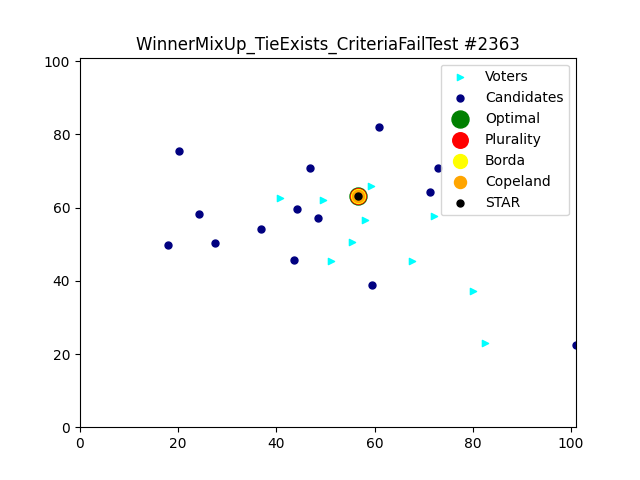 WinnerMixUp_TieExists_CriteriaFailTest #2363
100
80
60
40
20
0
0 20 40 60 80 100
Voters
Candidates
Optimal
Plurality
Borda
Copeland
STAR